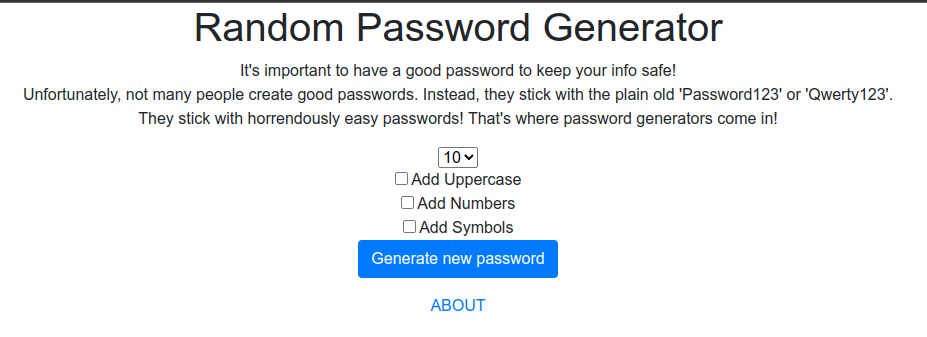 Random Password Generator
It's important to have a good password to keep your info safe!
Unfortunately, not many people create good passwords. Instead, they stick with the plain old 'Password123' or 'Qwerty123'.
They stick with horrendously easy passwords! That's where password generators come in!
10
Add Uppercase
Add Numbers
Add Symbols
Generate new password
ABOUT